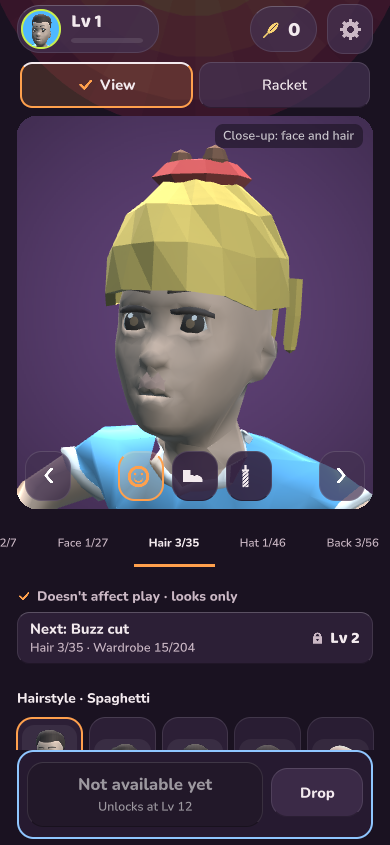 Lv 1
0
View
Racket
Close-up: face and hair
2/7
Face 1/27
Hair 3/35
Hat 1/46
Back 3/56
Doesn't affect play · looks only
Next: Buzz cut
Hair 3/35 · Wardrobe 15/204
Lv 2
Hairstyle · Spaghetti
Not available yet
Unlocks at Lv 12
Drop